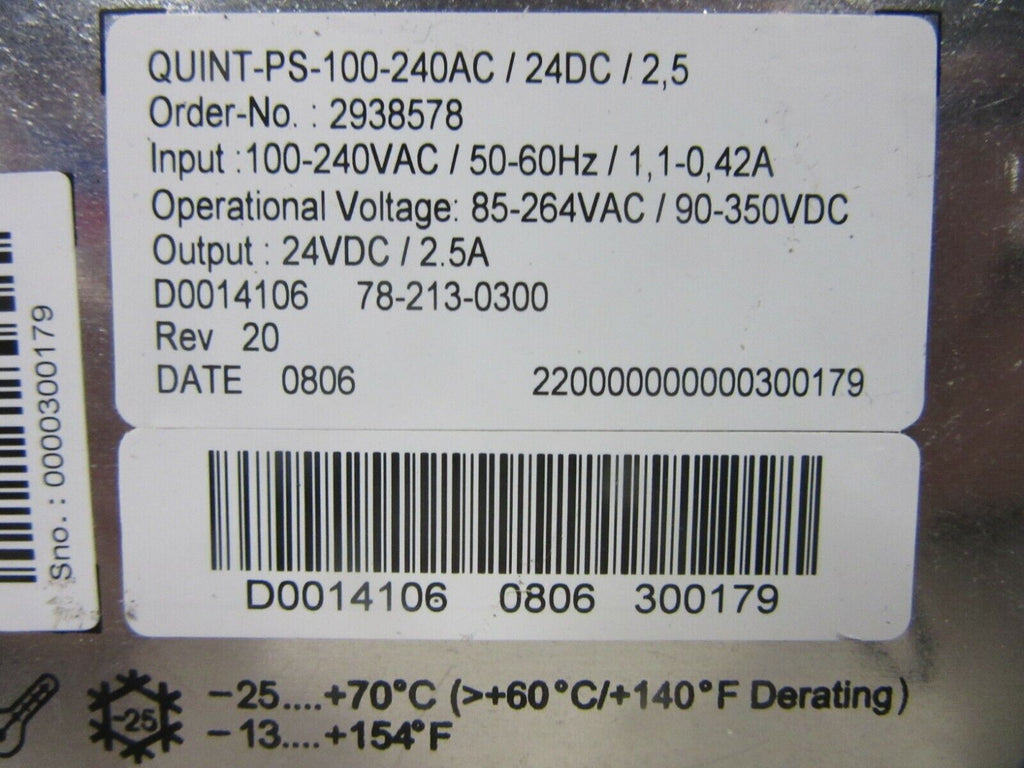 QUINT-PS-100-240AC / 24DC / 2,5
Order-No. : 2938578
Input :100-240VAC / 50-60Hz / 1,1-0,42A
Operational Voltage: 85-264VAC / 90-350VDC
Output : 24VDC / 2.5A
D0014106 78-213-0300
Rev 20
DATE 0806 220000000000300179
Sno. : 0000300179
D0014106 0806 300179
-25
−25....+70°C (>+60°C/+140°F Derating)
−13....+154°F